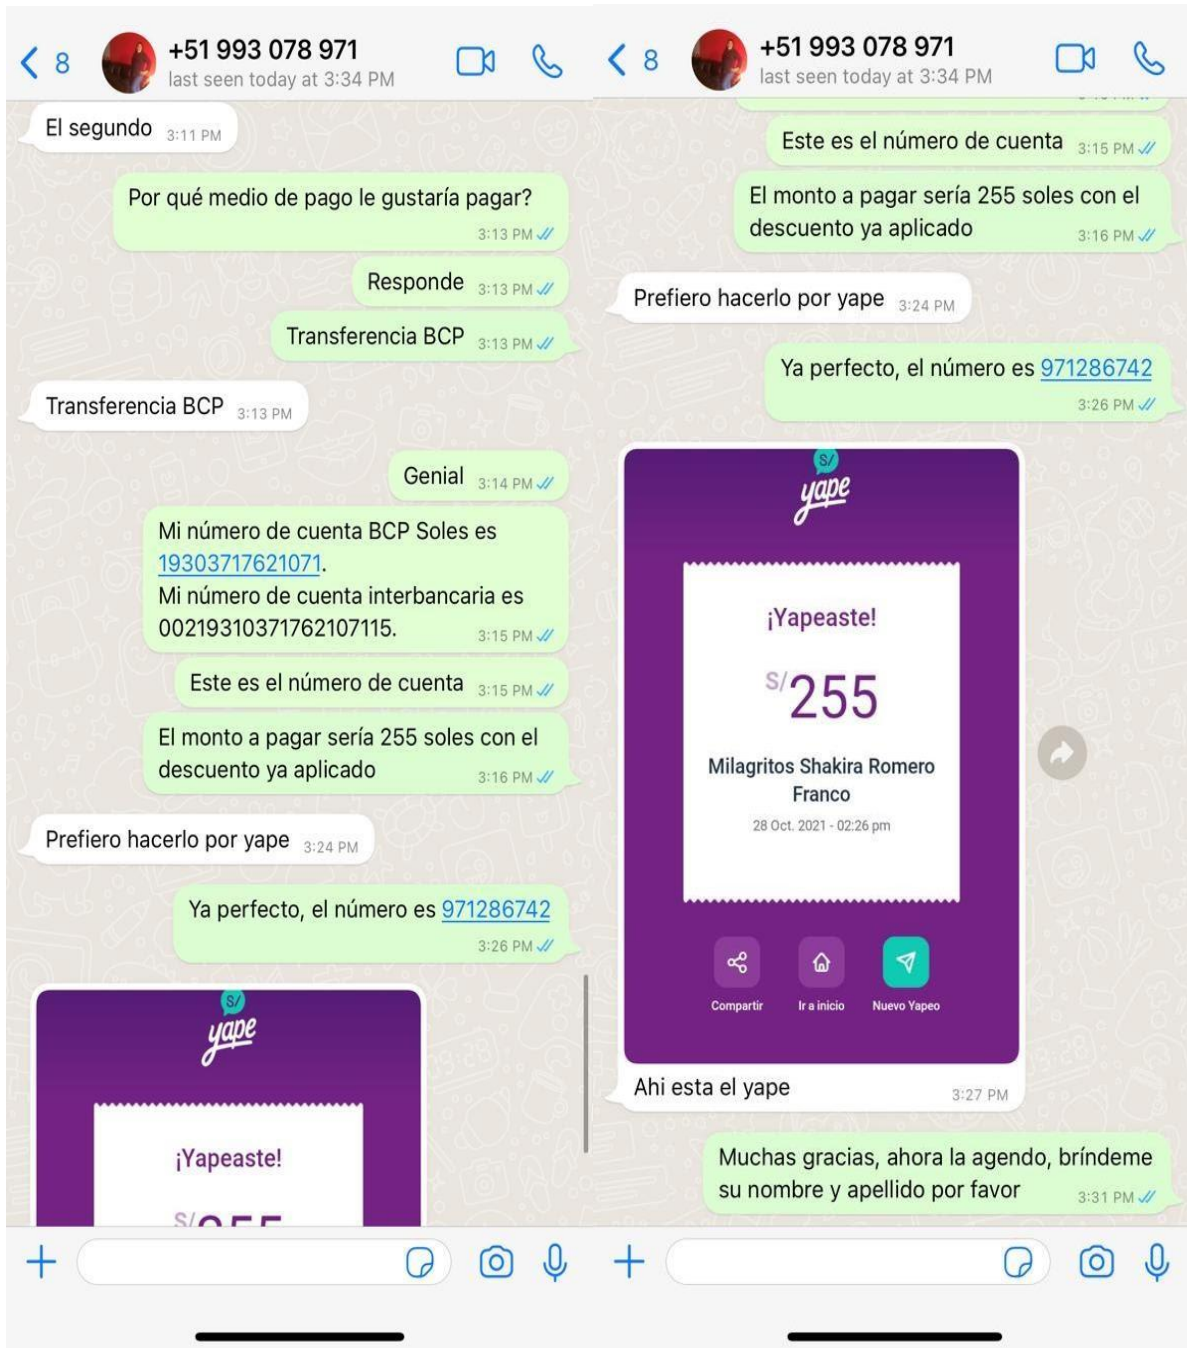 8
+51 993 078 971
last seen today at 3:34 PM
El segundo 3:11 PM
Por qué medio de pago le gustaría pagar?
3:13 PM
Responde 3:13 PM
Transferencia BCP 3:13 PM
Transferencia BCP 3:13 PM
Genial 3:14 PM
Mi número de cuenta BCP Soles es
19303717621071.
Mi número de cuenta interbancaria es
00219310371762107115. 3:15 PM
Este es el número de cuenta 3:15 PM
El monto a pagar sería 255 soles con el
descuento ya aplicado 3:16 PM
Prefiero hacerlo por yape 3:24 PM
Ya perfecto, el número es 971286742
3:26 PM
S/
yape
¡Yapeaste!
8
+51 993 078 971
last seen today at 3:34 PM
Este es el número de cuenta 3:15 PM
El monto a pagar sería 255 soles con el
descuento ya aplicado 3:16 PM
Prefiero hacerlo por yape 3:24 PM
Ya perfecto, el número es 971286742
3:26 PM
S/
yape
¡Yapeaste!
S/255
Milagritos Shakira Romero
Franco
28 Oct. 2021 - 02:26 pm
Compartir Ir a inicio Nuevo Yapeo
Ahi esta el yape 3:27 PM
Muchas gracias, ahora la agendo, bríndeme
su nombre y apellido por favor 3:31 PM